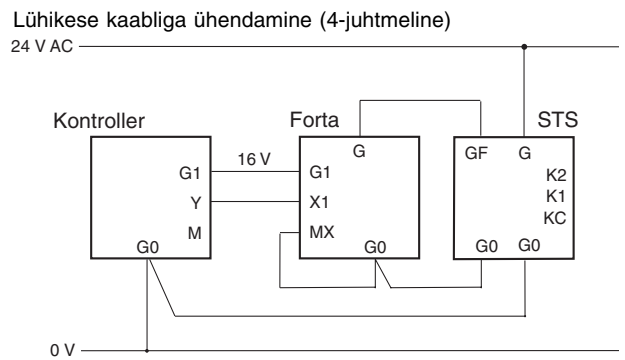 Lühikese kaabliga ühendamine (4-juhtmeline)
24 V AC
Kontroller
Forta
STS
G
GF
G
G1
16 V
G1
K2
Y
X1
K1
M
MX
KC
G0
G0
G0
G0
0 V